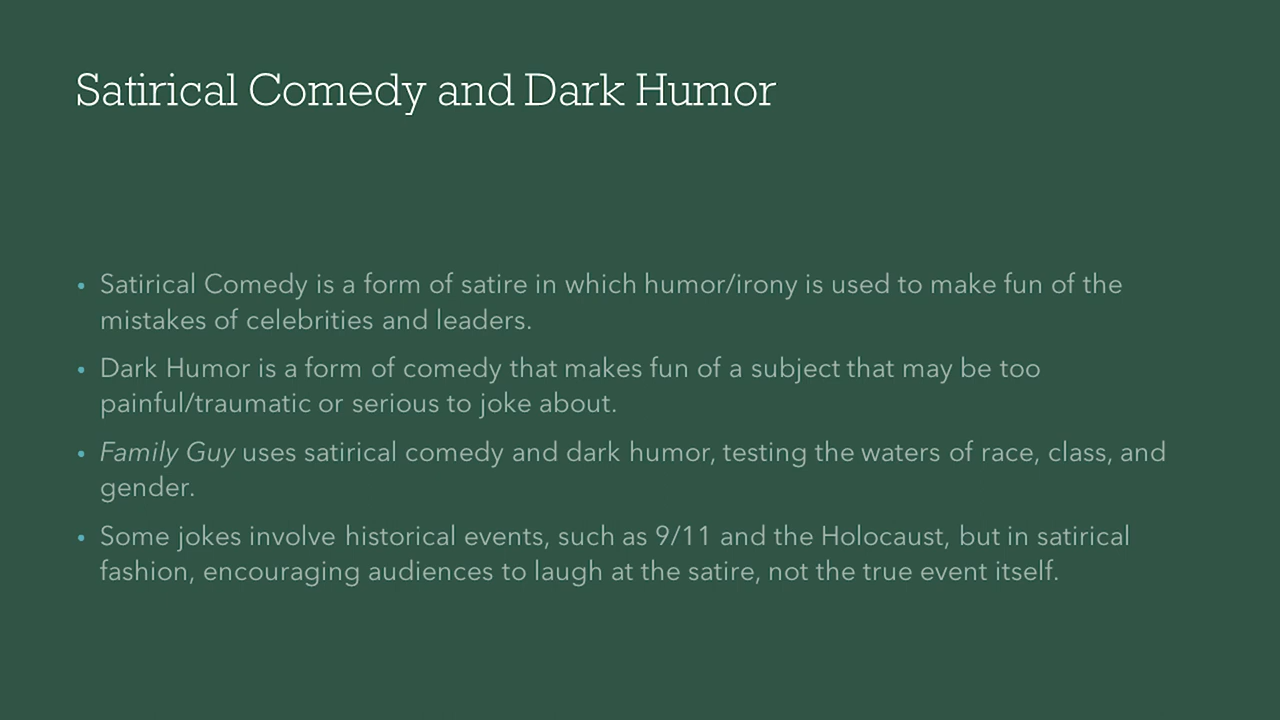 Satirical Comedy and Dark Humor
• Satirical Comedy is a form of satire in which humor/irony is used to make fun of the
mistakes of celebrities and leaders.
• Dark Humor is a form of comedy that makes fun of a subject that may be too
painful/traumatic or serious to joke about.
• Family Guy uses satirical comedy and dark humor, testing the waters of race, class, and
gender.
• Some jokes involve historical events, such as 9/11 and the Holocaust, but in satirical
fashion, encouraging audiences to laugh at the satire, not the true event itself.